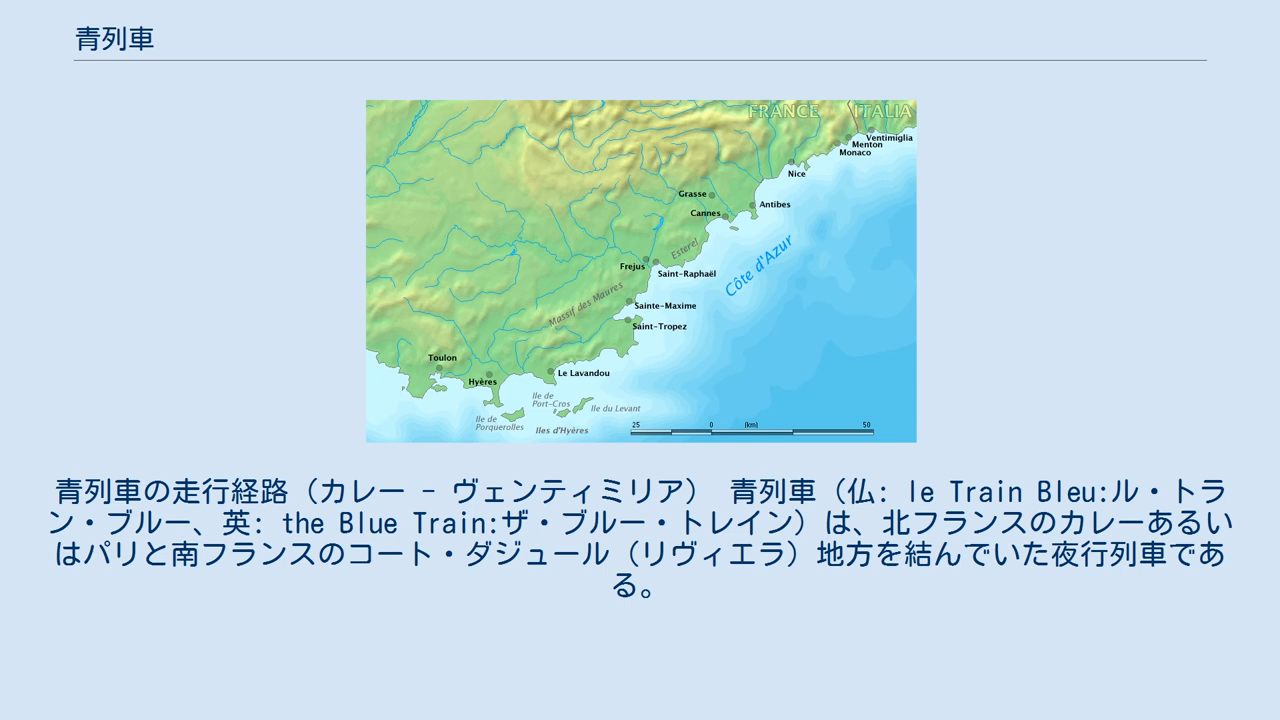 青列車
FRANCE
ITALIA
Ventimiglia
Menton
Monaco
Nice
Grasse
Antibes
Cannes
Côte d'Azur
Esterel
Frejus
Saint-Raphaël
Massif des Maures
Sainte-Maxime
Saint-Tropez
Toulon
Le Lavandou
Hyères
Ile de
Port-Cros
Ile du Levant
Ile de
Porquerolles
Iles d'Hyères
25 0 (km) 50
青列車の走行経路（カレー - ヴェンティミリア） 青列車（仏: le Train Bleu:ル・トラ
ン・ブルー、英: the Blue Train:ザ・ブルー・トレイン）は、北フランスのカレーあるい
はパリと南フランスのコート・ダジュール（リヴィエラ）地方を結んでいた夜行列車であ
る。